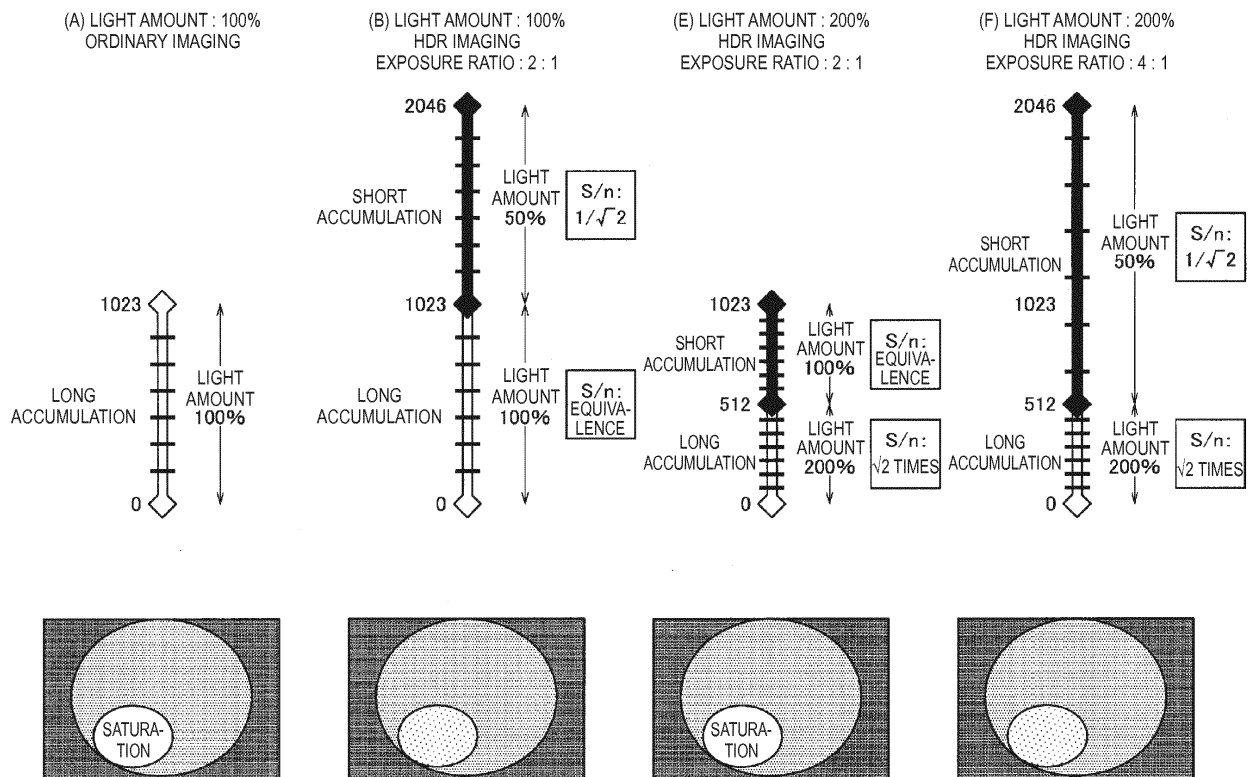 (A) LIGHT AMOUNT : 100%
ORDINARY IMAGING
1023
LONG
ACCUMULATION
LIGHT
AMOUNT
100%
0
SATURA-
TION
(B) LIGHT AMOUNT : 100%
HDR IMAGING
EXPOSURE RATIO : 2 : 1
2046
SHORT
ACCUMULATION
LIGHT
AMOUNT
50%
S/n:
1/√2
1023
LONG
ACCUMULATION
LIGHT
AMOUNT
100%
S/n:
EQUIVA-
LENCE
0
(E) LIGHT AMOUNT : 200%
HDR IMAGING
EXPOSURE RATIO : 2 : 1
1023
SHORT
ACCUMULATION
LIGHT
AMOUNT
100%
S/n:
EQUIVA-
LENCE
512
LONG
ACCUMULATION
LIGHT
AMOUNT
200%
S/n:
√2 TIMES
0
SATURA-
TION
(F) LIGHT AMOUNT : 200%
HDR IMAGING
EXPOSURE RATIO : 4 : 1
2046
SHORT
ACCUMULATION
LIGHT
AMOUNT
50%
S/n:
1/√2
1023
512
LONG
ACCUMULATION
LIGHT
AMOUNT
200%
S/n:
√2 TIMES
0